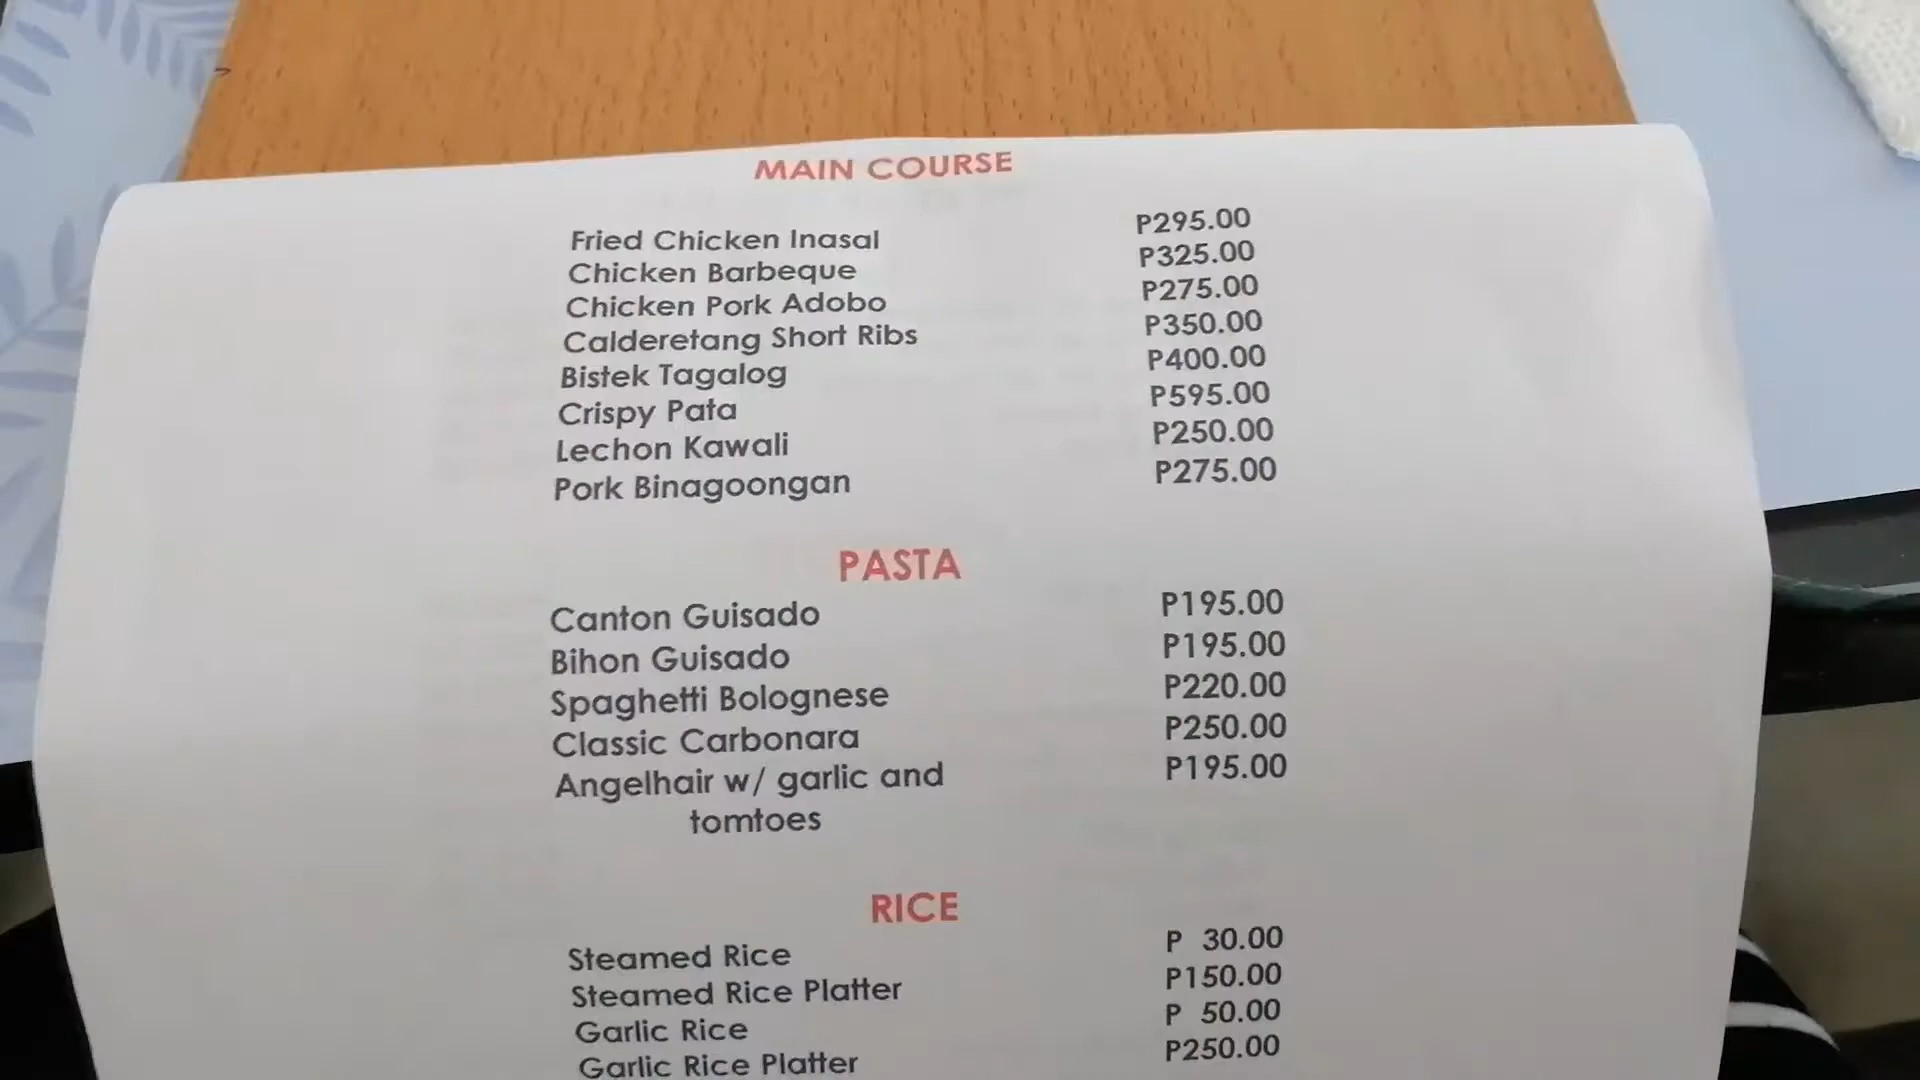 MAIN COURSE
Fried Chicken Inasal P295.00
Chicken Barbeque P325.00
Chicken Pork Adobo P275.00
Calderetang Short Ribs P350.00
Bistek Tagalog P400.00
Crispy Pata P595.00
Lechon Kawali P250.00
Pork Binagoongan P275.00
PASTA
Canton Guisado P195.00
Bihon Guisado P195.00
Spaghetti Bolognese P220.00
Classic Carbonara P250.00
Angelhair w/ garlic and P195.00
tomtoes
RICE
Steamed Rice P 30.00
Steamed Rice Platter P150.00
Garlic Rice P 50.00
Garlic Rice Platter P250.00